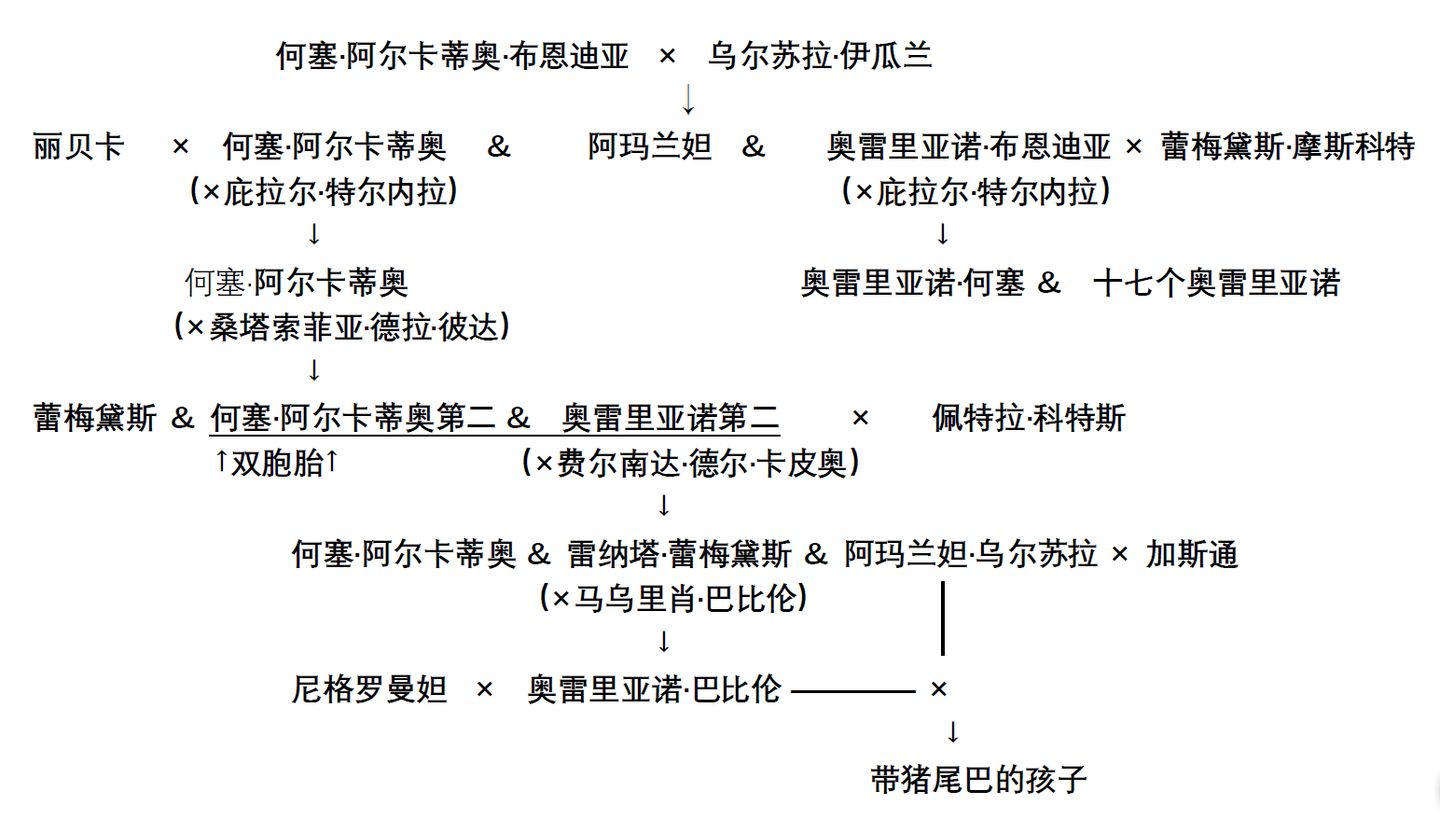 何塞·阿尔卡蒂奥·布恩迪亚 × 乌尔苏拉·伊瓜兰
↓
丽贝卡 × 何塞·阿尔卡蒂奥 & 阿玛兰妲 & 奥雷里亚诺·布恩迪亚 × 蕾梅黛斯·摩斯科特
(×庇拉尔·特尔内拉) (×庇拉尔·特尔内拉)
↓ ↓
何塞·阿尔卡蒂奥 奥雷里亚诺·何塞 & 十七个奥雷里亚诺
(×桑塔索菲亚·德拉·彼达)
↓
蕾梅黛斯 & 何塞·阿尔卡蒂奥第二 & 奥雷里亚诺第二 × 佩特拉·科特斯
↑双胞胎↑ (×费尔南达·德尔·卡皮奥)
↓
何塞·阿尔卡蒂奥 & 雷纳塔·蕾梅黛斯 & 阿玛兰妲·乌尔苏拉 × 加斯通
(×马乌里肖·巴比伦)
↓
尼格罗曼妲 × 奥雷里亚诺·巴比伦 ———— ×
↓
带猪尾巴的孩子